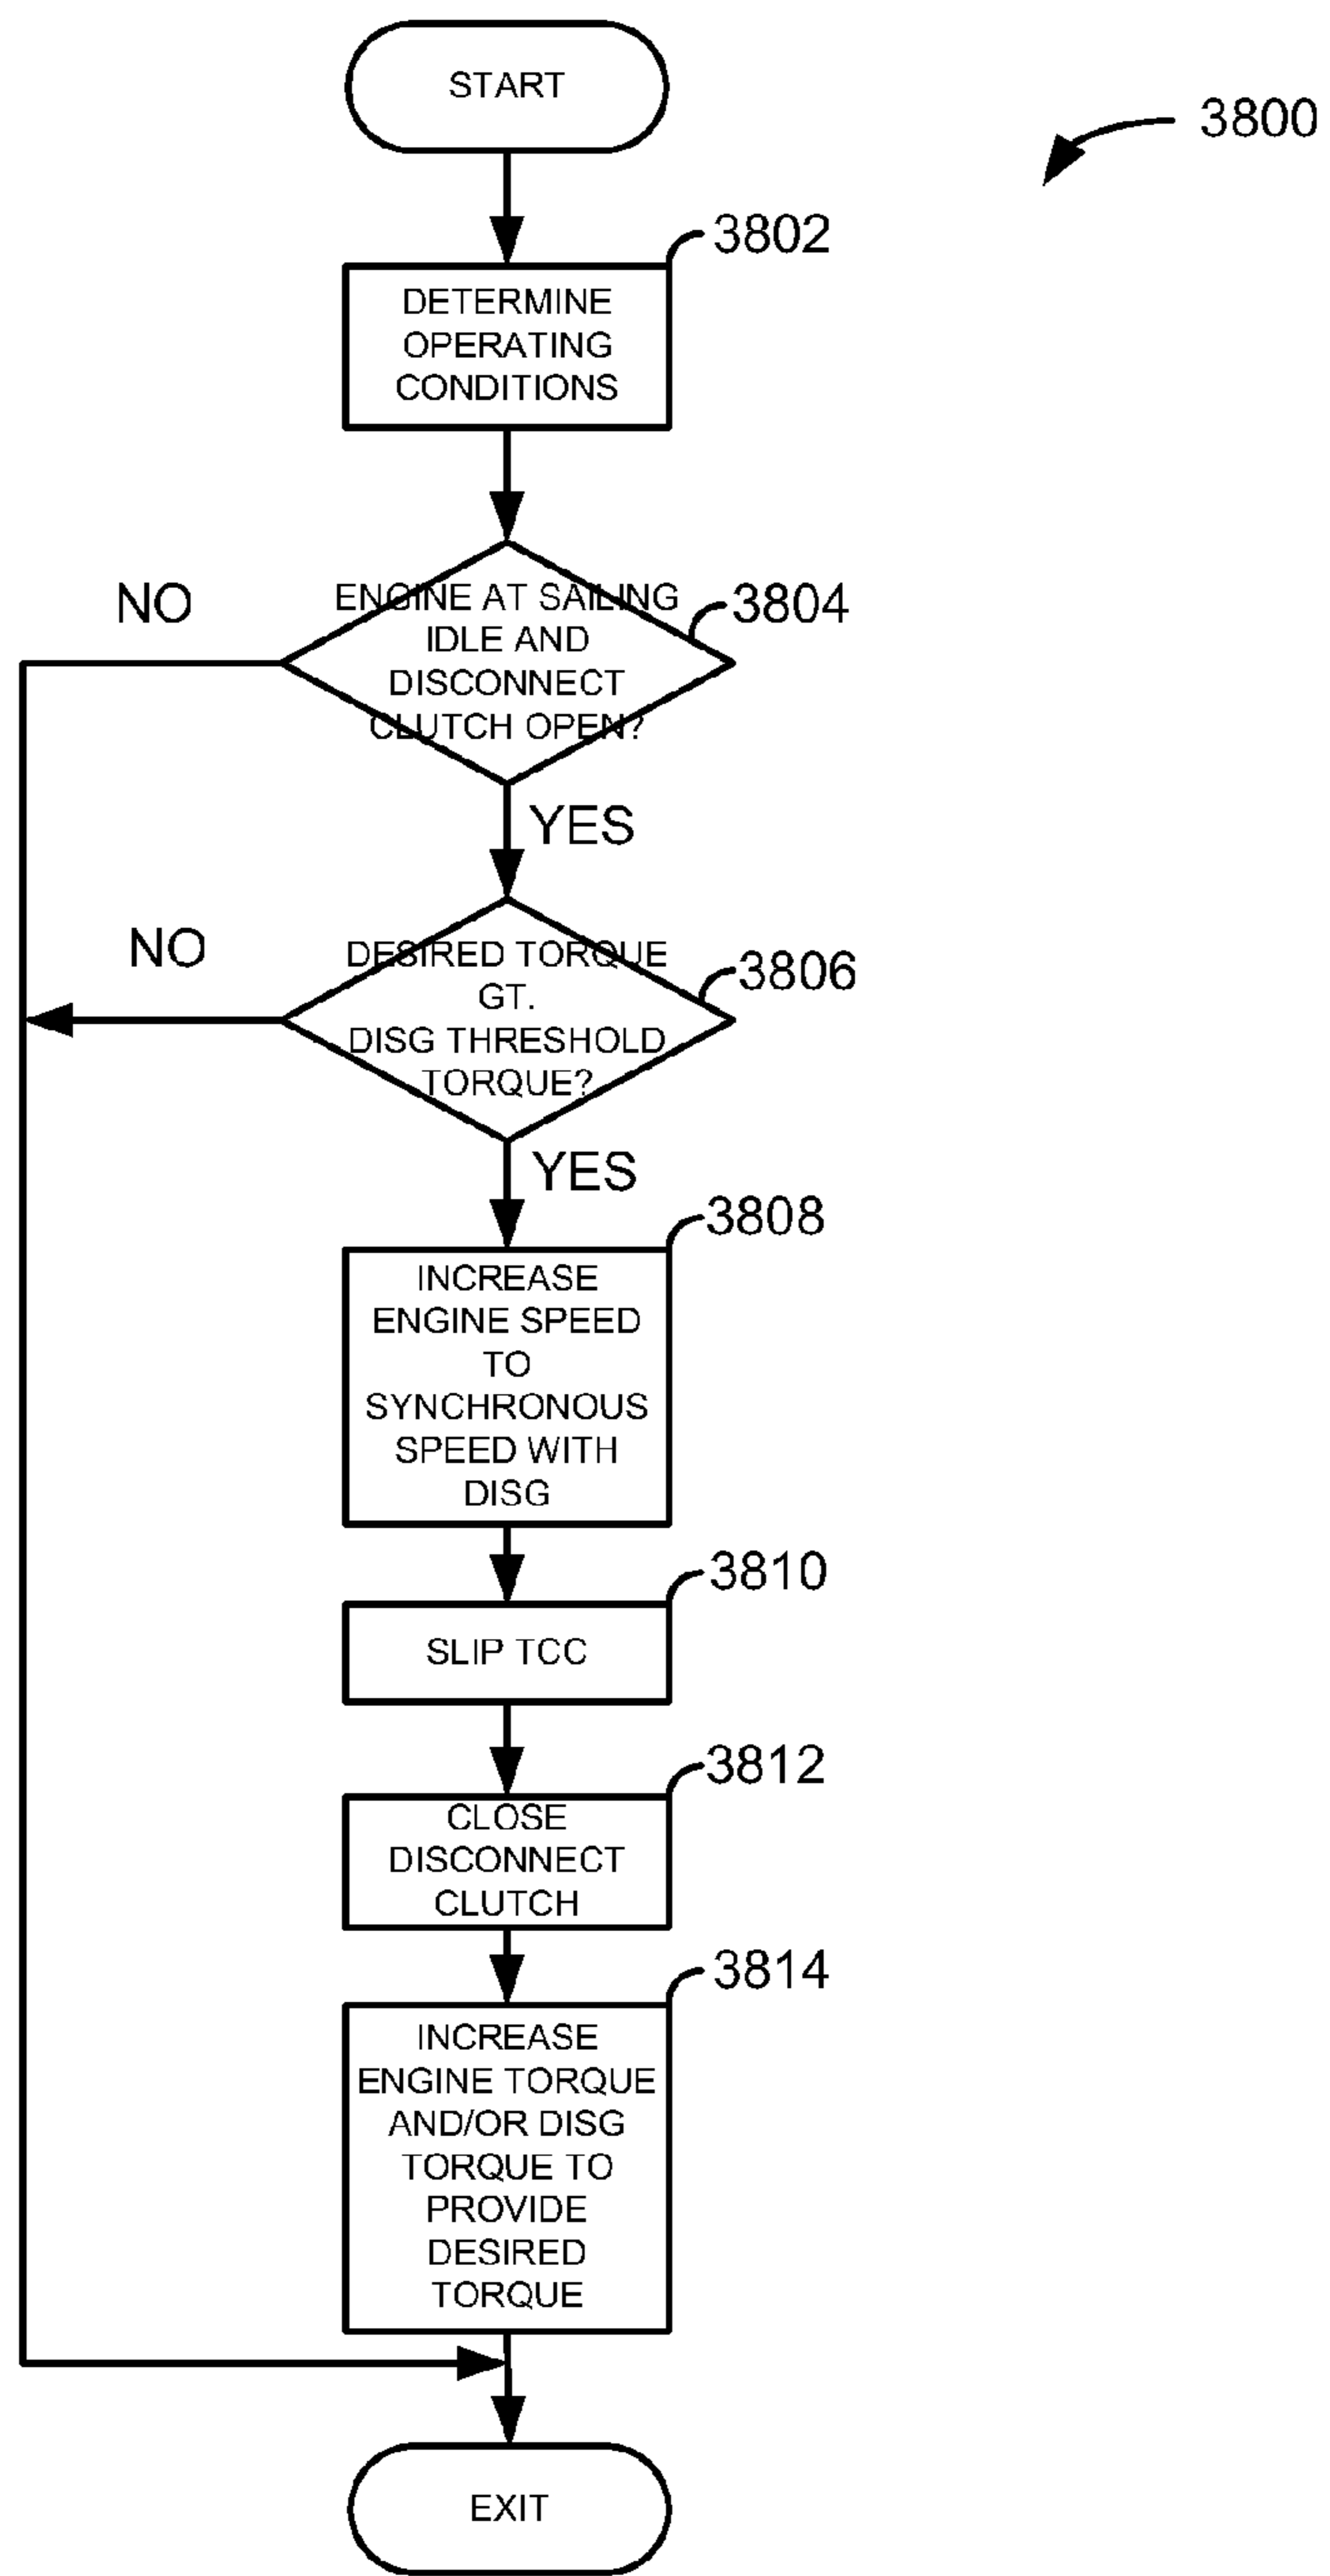 START
3800
3802
DETERMINE
OPERATING
CONDITIONS
NO
ENGINE AT SAILING
IDLE AND
DISCONNECT
CLUTCH OPEN?
3804
YES
NO
DESIRED TORQUE
GT.
DISG THRESHOLD
TORQUE?
3806
YES
3808
INCREASE
ENGINE SPEED
TO
SYNCHRONOUS
SPEED WITH
DISG
3810
SLIP TCC
3812
CLOSE
DISCONNECT
CLUTCH
3814
INCREASE
ENGINE TORQUE
AND/OR DISG
TORQUE TO
PROVIDE
DESIRED
TORQUE
EXIT